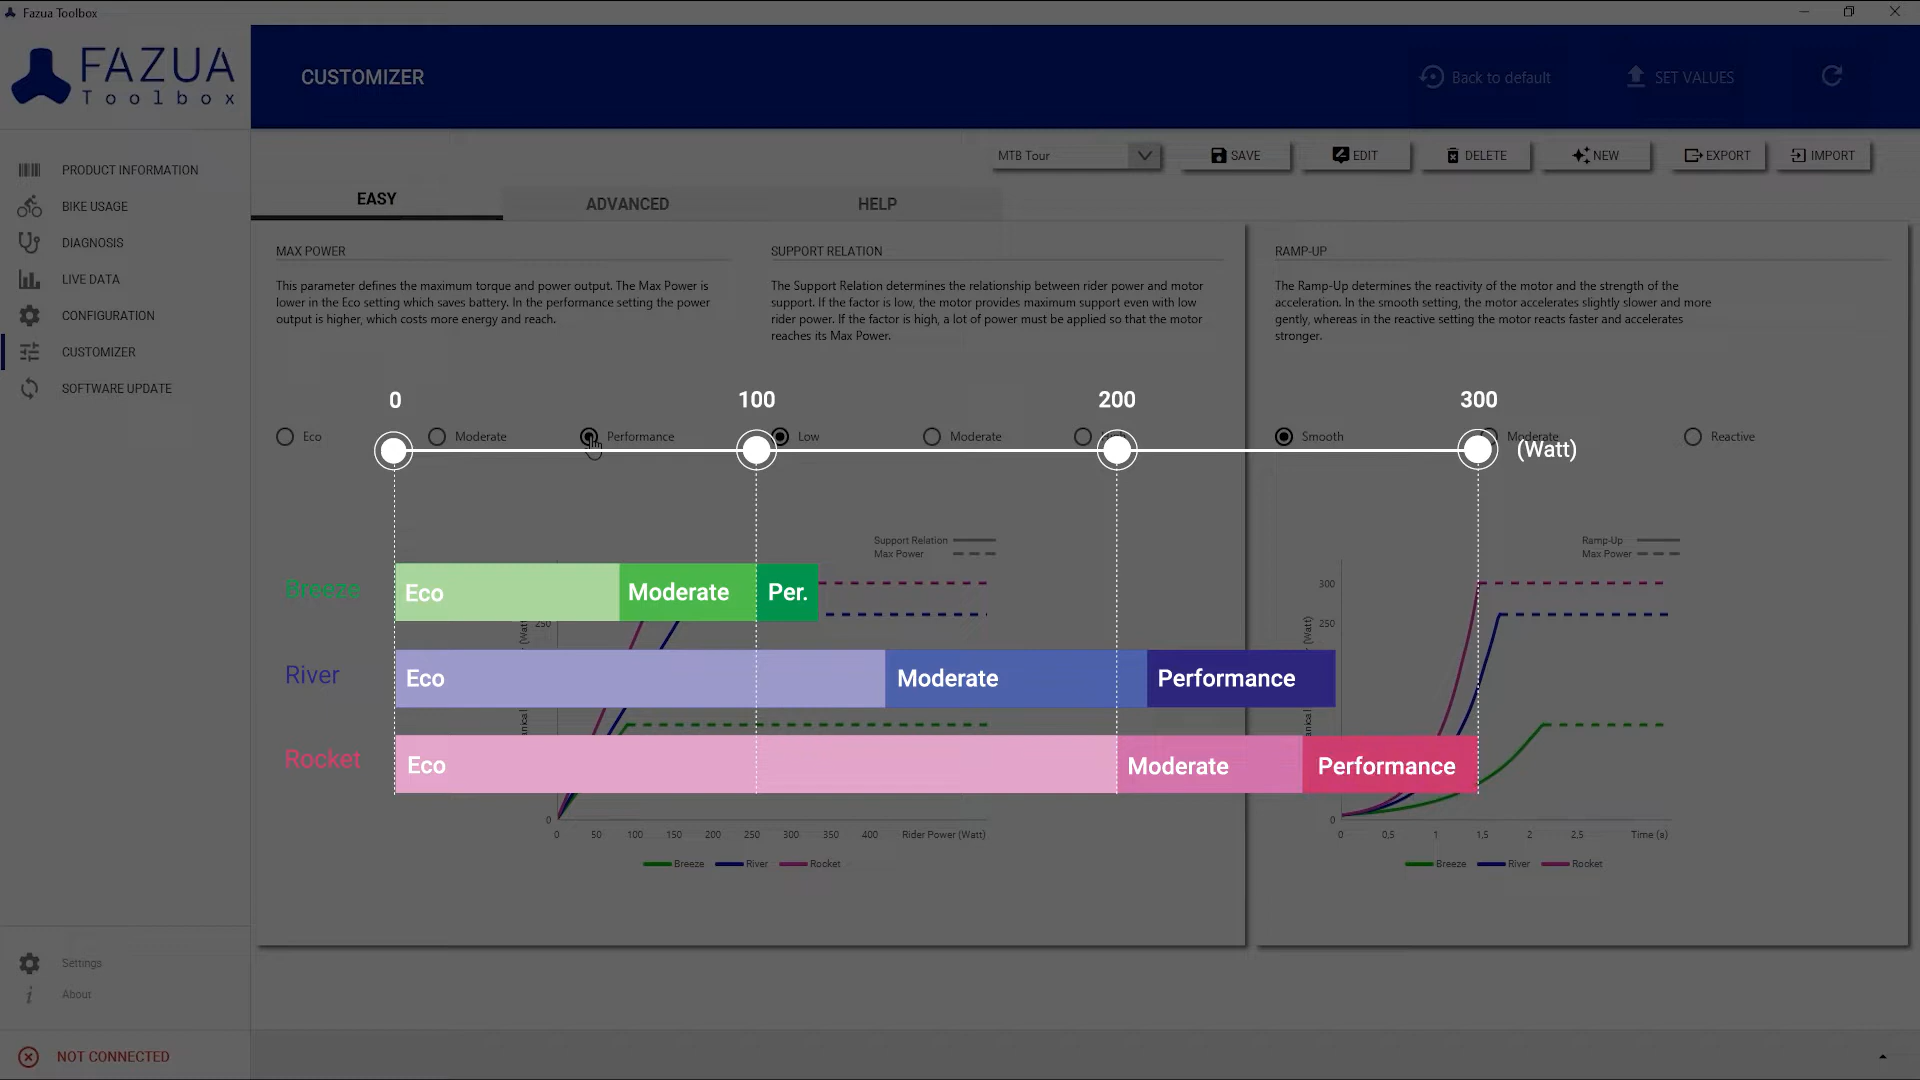 Fazua Toolbox
FAZUA
Toolbox
CUSTOMIZER
Back to default
SET VALUES
PRODUCT INFORMATION
BIKE USAGE
DIAGNOSIS
LIVE DATA
CONFIGURATION
CUSTOMIZER
SOFTWARE UPDATE
Settings
About
NOT CONNECTED
MTB Tour
SAVE
EDIT
DELETE
NEW
EXPORT
IMPORT
EASY
ADVANCED
HELP
MAX POWER
This parameter defines the maximum torque and power output. The Max Power is
lower in the Eco setting which saves battery. In the performance setting the power
output is higher, which costs more energy and reach.
SUPPORT RELATION
The Support Relation determines the relationship between rider power and motor
support. If the factor is low, the motor provides maximum support even with low
rider power. If the factor is high, a lot of power must be applied so that the motor
reaches its Max Power.
RAMP-UP
The Ramp-Up determines the reactivity of the motor and the strength of the
acceleration. In the smooth setting, the motor accelerates slightly slower and more
gently, whereas in the reactive setting the motor reacts faster and accelerates
stronger.
0 100 200 300
Eco Moderate Performance
Low Moderate
Smooth Moderate Reactive
(Watt)
Support Relation
Max Power
Ramp-Up
Max Power
Breeze Eco Moderate Per.
River Eco Moderate Performance
Rocket Eco Moderate Performance
250
(Watt)
0
0 50 100 150 200 250 300 350 400 Rider Power (Watt)
Breeze River Rocket
300
250
(Watt)
0
0 0,5 1 1,5 2 2,5 Time (s)
Breeze River Rocket